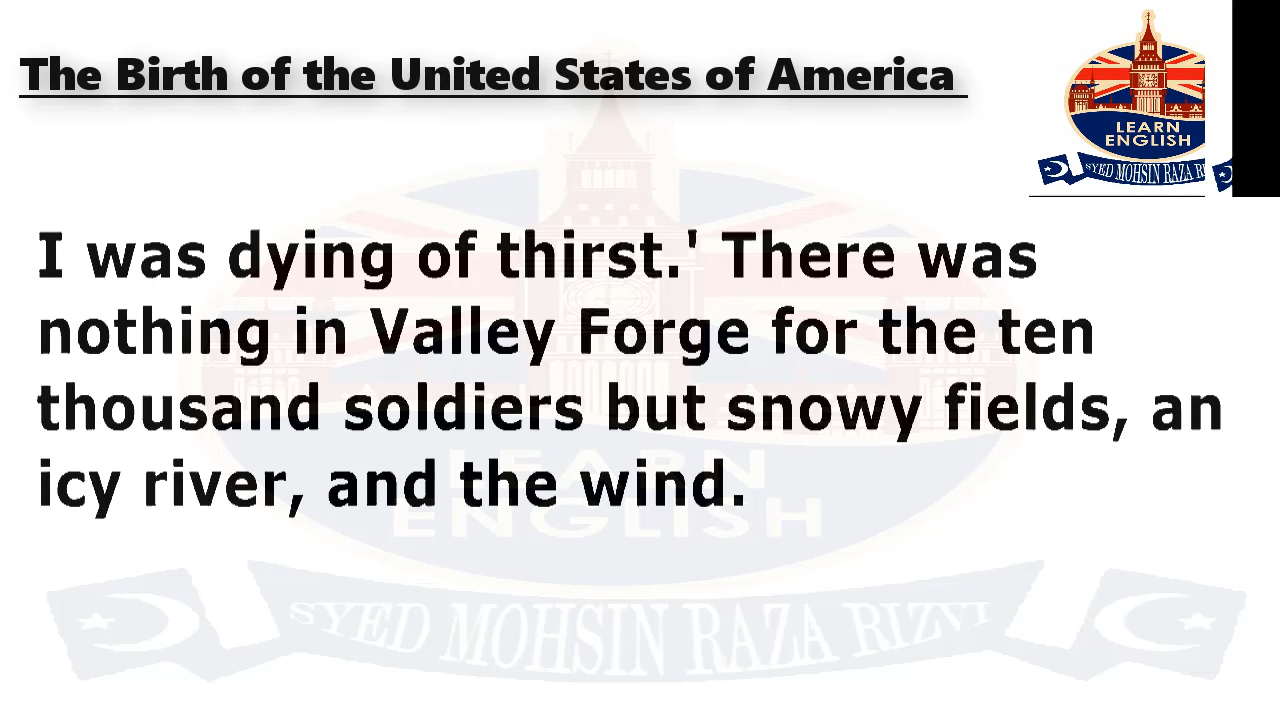 The Birth of the United States of America
LEARN
ENGLISH
SYED MOHSIN RAZA RI
I was dying of thirst.' There was
nothing in Valley Forge for the ten
thousand soldiers but snowy fields, an
icy river, and the wind.
LEARN
ENGLISH
SYED MOHSIN RAZA RIZVI